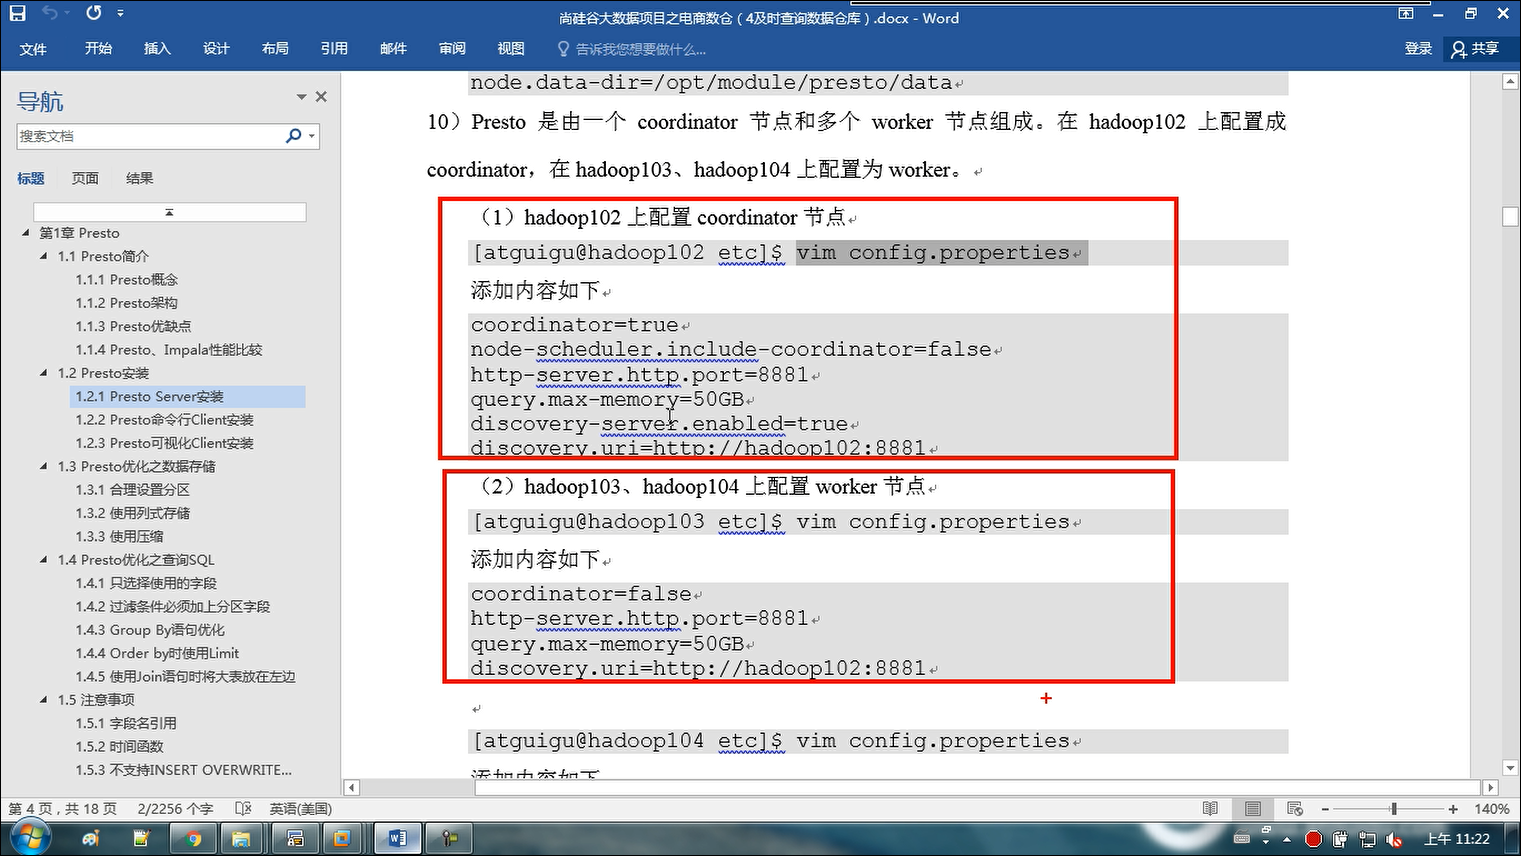 尚硅谷大数据项目之电商数仓（4及时查询数据仓库）.docx - Word
文件 开始 插入 设计 布局 引用 邮件 审阅 视图 告诉我您想要做什么... 登录 共享
导航
搜索文档
标题 页面 结果
第1章 Presto
1.1 Presto简介
1.1.1 Presto概念
1.1.2 Presto架构
1.1.3 Presto优缺点
1.1.4 Presto、Impala性能比较
1.2 Presto安装
1.2.1 Presto Server安装
1.2.2 Presto命令行Client安装
1.2.3 Presto可视化Client安装
1.3 Presto优化之数据存储
1.3.1 合理设置分区
1.3.2 使用列式存储
1.3.3 使用压缩
1.4 Presto优化之查询SQL
1.4.1 只选择使用的字段
1.4.2 过滤条件必须加上分区字段
1.4.3 Group By语句优化
1.4.4 Order by时使用Limit
1.4.5 使用Join语句时将大表放在左边
1.5 注意事项
1.5.1 字段名引用
1.5.2 时间函数
1.5.3 不支持INSERT OVERWRITE...
node.data-dir=/opt/module/presto/data
10）Presto 是由一个 coordinator 节点和多个 worker 节点组成。在 hadoop102 上配置成
coordinator，在 hadoop103、hadoop104 上配置为 worker。
（1）hadoop102 上配置 coordinator 节点
[atguigu@hadoop102 etc]$ vim config.properties
添加内容如下
coordinator=true
node-scheduler.include-coordinator=false
http-server.http.port=8881
query.max-memory=50GB
discovery-server.enabled=true
discovery.uri=http://hadoop102:8881
（2）hadoop103、hadoop104 上配置 worker 节点
[atguigu@hadoop103 etc]$ vim config.properties
添加内容如下
coordinator=false
http-server.http.port=8881
query.max-memory=50GB
discovery.uri=http://hadoop102:8881
[atguigu@hadoop104 etc]$ vim config.properties
添加内容如下
第 4 页，共 18 页 2/2256 个字 英语(美国) 140%
上午 11:22